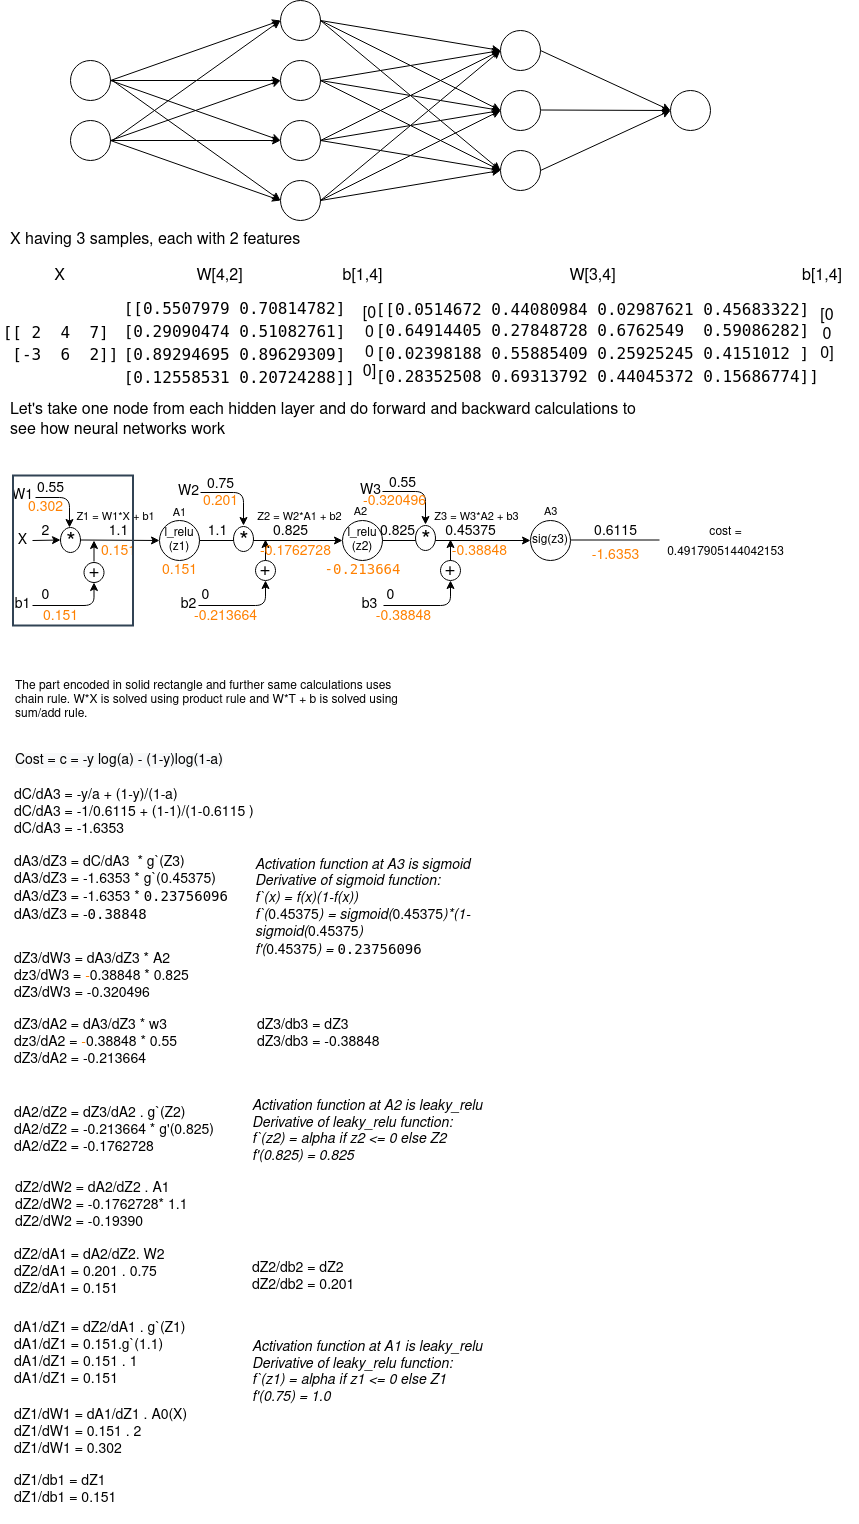 X having 3 samples, each with 2 features
X W[4,2] b[1,4] W[3,4] b[1,4]
[[0.5507979 0.70814782] [0 [[0.0514672 0.44080984 0.02987621 0.45683322] [0
[[ 2 4 7] [0.29090474 0.51082761] 0 [0.64914405 0.27848728 0.6762549 0.59086282] 0
[-3 6 2]] [0.89294695 0.89629309] 0 [0.02398188 0.55885409 0.25925245 0.4151012 ] 0]
[0.12558531 0.20724288]] 0] [0.28352508 0.69313792 0.44045372 0.15686774]]
Let's take one node from each hidden layer and do forward and backward calculations to
see how neural networks work
W1 0.55
0.302
X 2
*
Z1 = W1*X + b1
1.1
0.151
+
b1 0
0.151
A1
l_relu
(z1)
0.151
1.1
W2 0.75
0.201
*
Z2 = W2*A1 + b2
0.825
-0.1762728
+
b2 0
-0.213664
A2
l_relu
(z2)
-0.213664
0.825
W3 0.55
-0.320496
*
Z3 = W3*A2 + b3
0.45375
-0.38848
+
b3 0
-0.38848
A3
sig(z3)
0.6115
-1.6353
cost =
0.4917905144042153
The part encoded in solid rectangle and further same calculations uses
chain rule. W*X is solved using product rule and W*T + b is solved using
sum/add rule.
Cost = c = -y log(a) - (1-y)log(1-a)
dC/dA3 = -y/a + (1-y)/(1-a)
dC/dA3 = -1/0.6115 + (1-1)/(1-0.6115 )
dC/dA3 = -1.6353
dA3/dZ3 = dC/dA3 * g`(Z3)
dA3/dZ3 = -1.6353 * g`(0.45375)
dA3/dZ3 = -1.6353 * 0.23756096
dA3/dZ3 = -0.38848
Activation function at A3 is sigmoid
Derivative of sigmoid function:
f`(x) = f(x)(1-f(x))
f`(0.45375) = sigmoid(0.45375)*(1-
sigmoid(0.45375)
f'(0.45375) = 0.23756096
dZ3/dW3 = dA3/dZ3 * A2
dz3/dW3 = -0.38848 * 0.825
dZ3/dW3 = -0.320496
dZ3/dA2 = dA3/dZ3 * w3
dz3/dA2 = -0.38848 * 0.55
dZ3/dA2 = -0.213664
dZ3/db3 = dZ3
dZ3/db3 = -0.38848
dA2/dZ2 = dZ3/dA2 . g`(Z2)
dA2/dZ2 = -0.213664 * g'(0.825)
dA2/dZ2 = -0.1762728
Activation function at A2 is leaky_relu
Derivative of leaky_relu function:
f`(z2) = alpha if z2 <= 0 else Z2
f'(0.825) = 0.825
dZ2/dW2 = dA2/dZ2 . A1
dZ2/dW2 = -0.1762728* 1.1
dZ2/dW2 = -0.19390
dZ2/dA1 = dA2/dZ2. W2
dZ2/dA1 = 0.201 . 0.75
dZ2/dA1 = 0.151
dZ2/db2 = dZ2
dZ2/db2 = 0.201
dA1/dZ1 = dZ2/dA1 . g`(Z1)
dA1/dZ1 = 0.151.g`(1.1)
dA1/dZ1 = 0.151 . 1
dA1/dZ1 = 0.151
Activation function at A1 is leaky_relu
Derivative of leaky_relu function:
f`(z1) = alpha if z1 <= 0 else Z1
f'(0.75) = 1.0
dZ1/dW1 = dA1/dZ1 . A0(X)
dZ1/dW1 = 0.151 . 2
dZ1/dW1 = 0.302
dZ1/db1 = dZ1
dZ1/db1 = 0.151